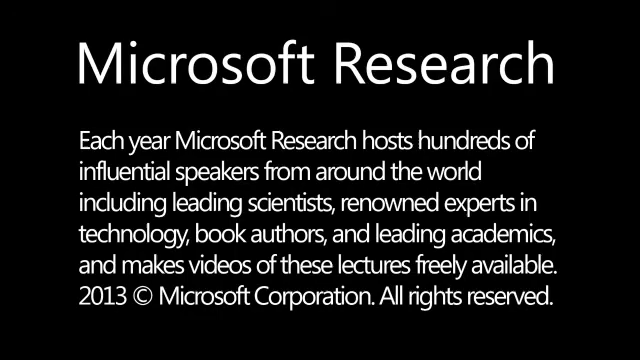 Microsoft Research
Each year Microsoft Research hosts hundreds of
influential speakers from around the world
including leading scientists, renowned experts in
technology, book authors, and leading academics,
and makes videos of these lectures freely available.
2013 © Microsoft Corporation. All rights reserved.